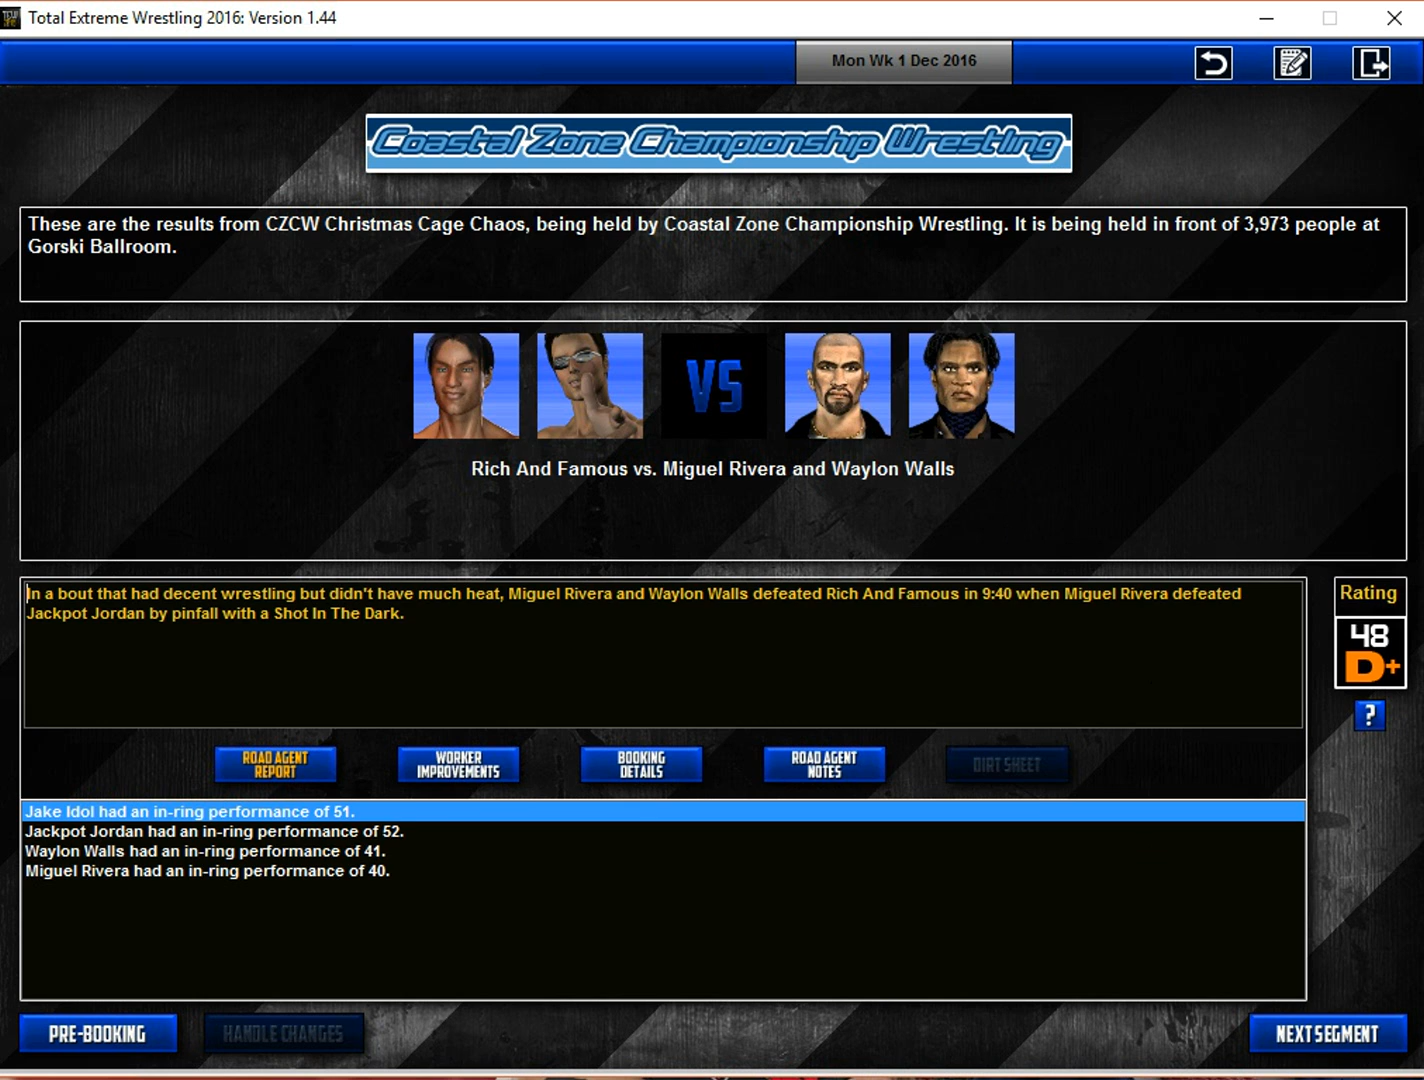 Total Extreme Wrestling 2016: Version 1.44
Mon Wk 1 Dec 2016
Coastal Zone Championship Wrestling
These are the results from CZCW Christmas Cage Chaos, being held by Coastal Zone Championship Wrestling. It is being held in front of 3,973 people at
Gorski Ballroom.
VS
Rich And Famous vs. Miguel Rivera and Waylon Walls
In a bout that had decent wrestling but didn't have much heat, Miguel Rivera and Waylon Walls defeated Rich And Famous in 9:40 when Miguel Rivera defeated
Jackpot Jordan by pinfall with a Shot In The Dark.
Rating
48
D+
?
ROAD AGENT
REPORT
WORKER
IMPROVEMENTS
BOOKING
DETAILS
ROAD AGENT
NOTES
DIRT SHEET
Jake Idol had an in-ring performance of 51.
Jackpot Jordan had an in-ring performance of 52.
Waylon Walls had an in-ring performance of 41.
Miguel Rivera had an in-ring performance of 40.
PRE-BOOKING
HANDLE CHANGES
NEXT SEGMENT